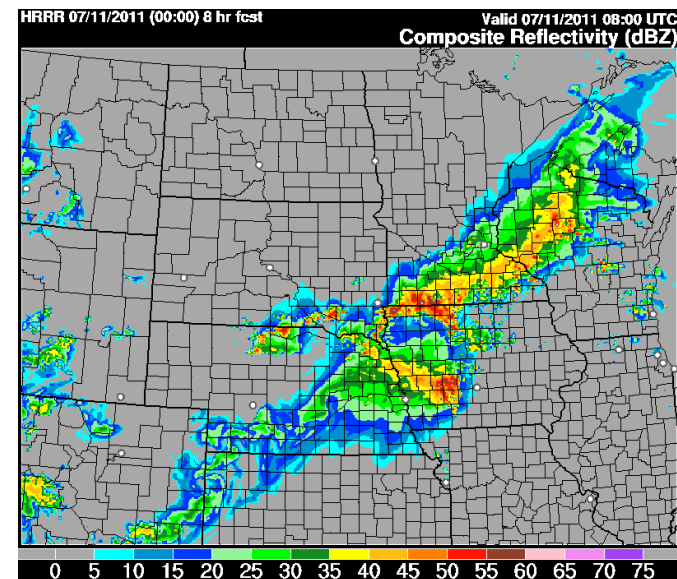 HRRR 07/11/2011 (00:00) 8 hr fcst
Valid 07/11/2011 08:00 UTC
Composite Reflectivity (dBZ)
0 5 10 15 20 25 30 35 40 45 50 55 60 65 70 75